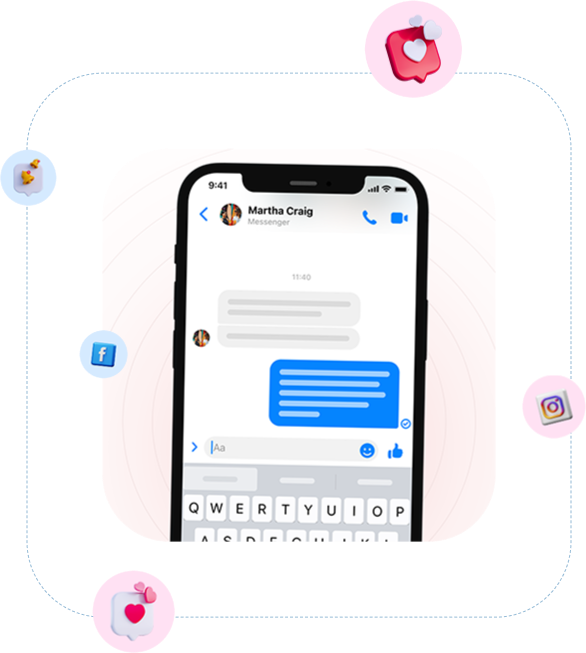 9:41
Martha Craig
Messenger
11:40
Aa
f
Q W E R T Y U I O P
A S D F G H J K L